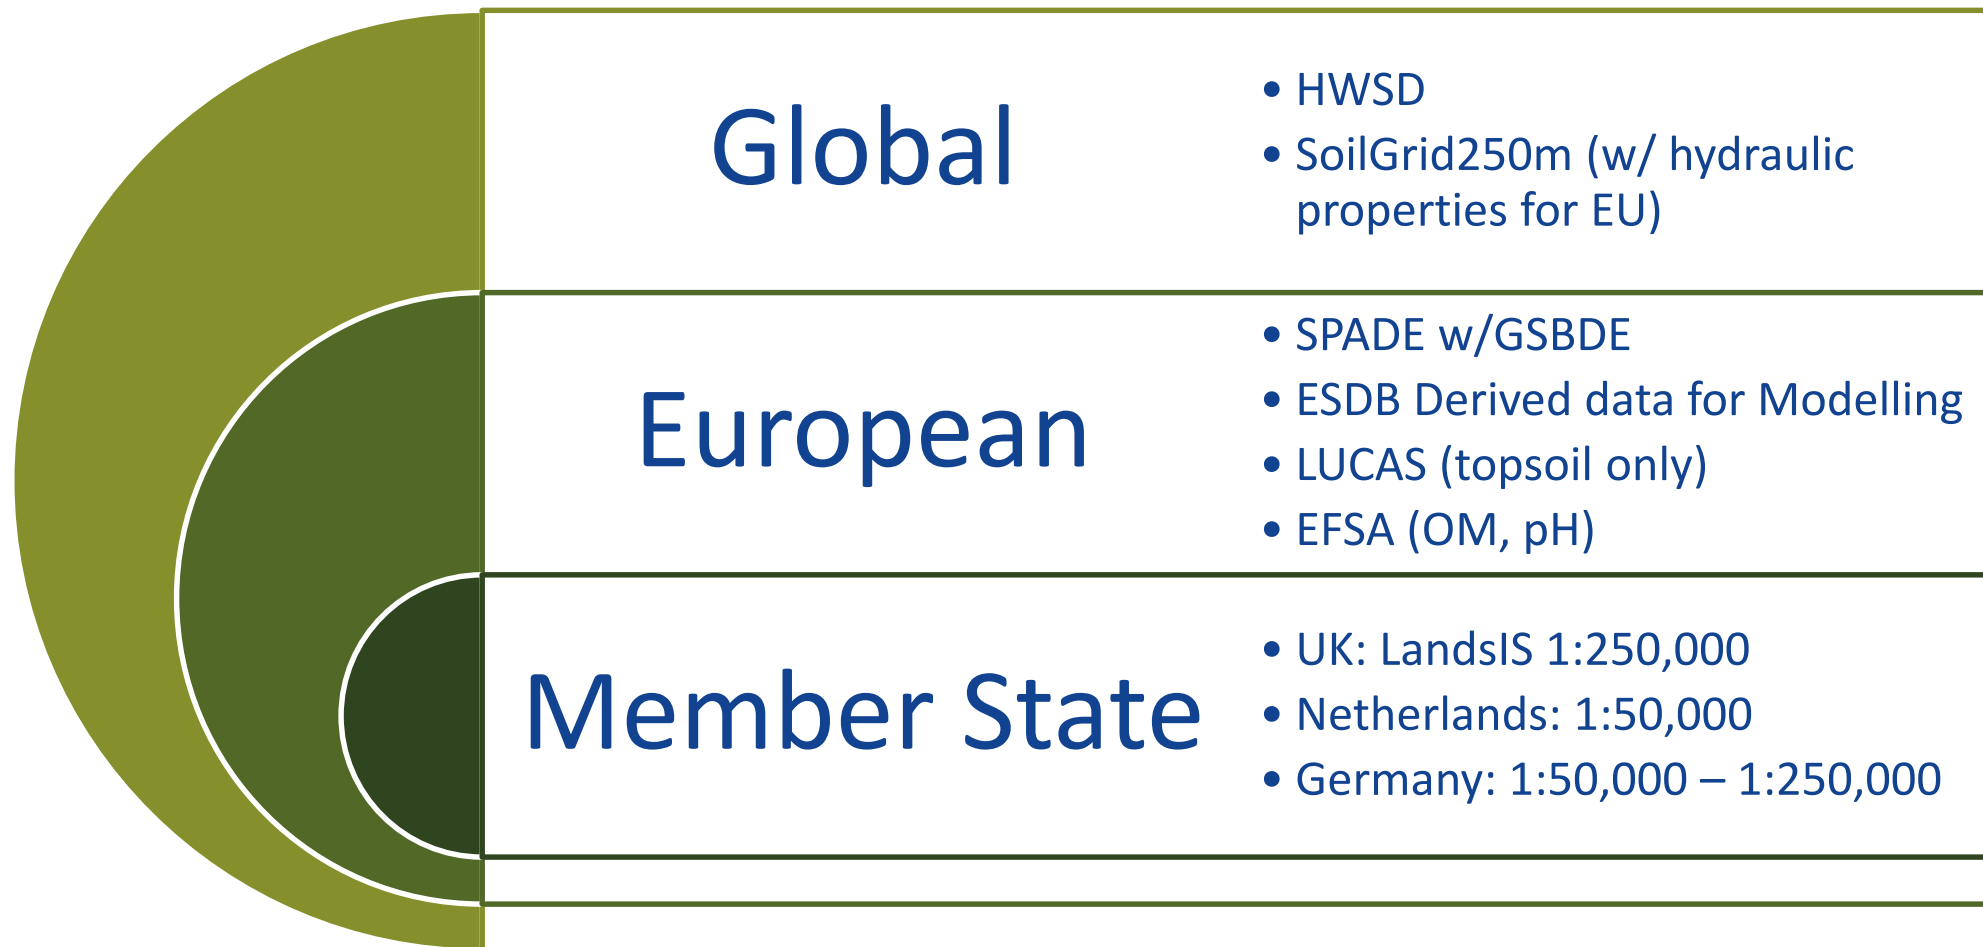 Global
• HWSD
• SoilGrid250m (w/ hydraulic
properties for EU)
European
• SPADE w/GSBDE
• ESDB Derived data for Modelling
• LUCAS (topsoil only)
• EFSA (OM, pH)
Member State
• UK: LandsIS 1:250,000
• Netherlands: 1:50,000
• Germany: 1:50,000 – 1:250,000